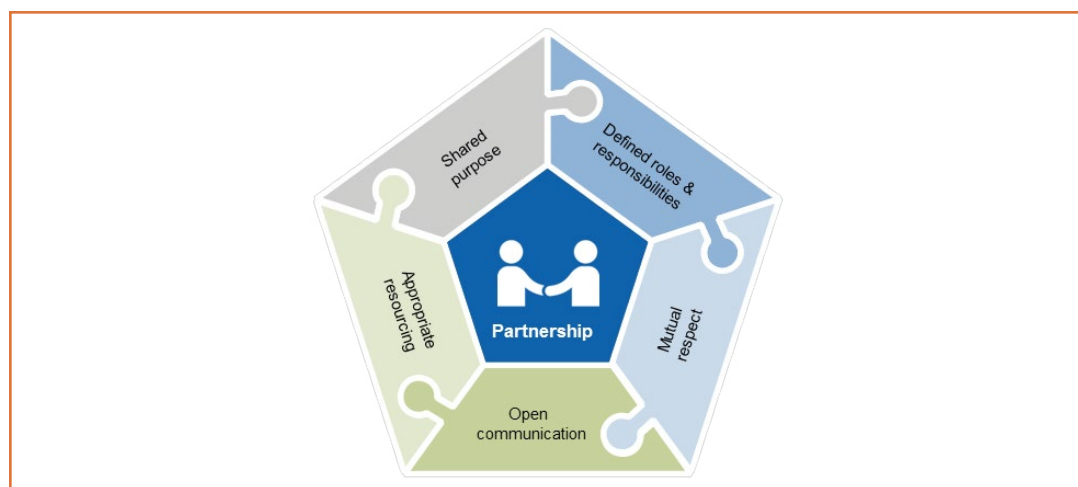 Shared
purpose
Defined roles &
responsibilities
Mutual
respect
Open
communication
Appropriate
resourcing
Partnership